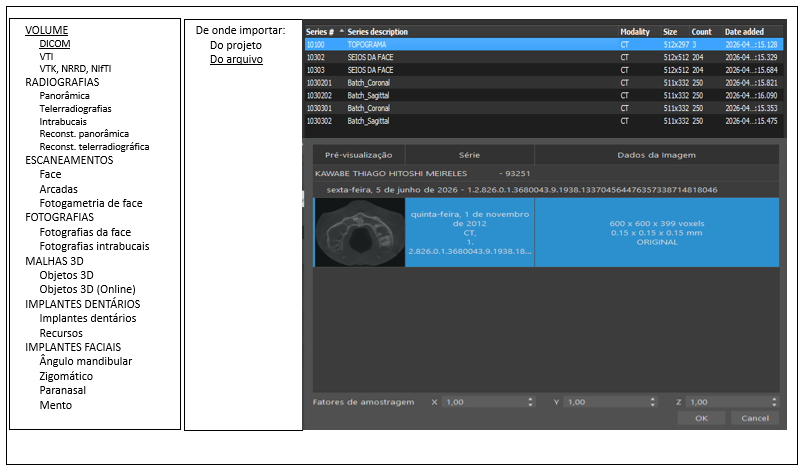 VOLUME
DICOM
VTI
VTK, NRRD, NIfTI
RADIOGRAFIAS
Panorâmica
Telerradiografias
Intrabucais
Reconst. panorâmica
Reconst. telerradiográfica
ESCANEAMENTOS
Face
Arcadas
Fotogametria de face
FOTOGRAFIAS
Fotografias da face
Fotografias intrabucais
MALHAS 3D
Objetos 3D
Objetos 3D (Online)
IMPLANTES DENTÁRIOS
Implantes dentários
Recursos
IMPLANTES FACIAIS
Ângulo mandibular
Zigomático
Paranasal
Mento
De onde importar:
Do projeto
Do arquivo
Series # Series description Modality Size Count Date added
10100 TOPOGRAMA CT 512x297 3 2026-04...:15.128
10302 SEIOS DA FACE CT 512x512 204 2026-04...:15.329
10303 SEIOS DA FACE CT 512x512 204 2026-04...:15.684
1030201 Batch_Coronal CT 511x332 250 2026-04...:15.821
1030202 Batch_Sagittal CT 511x332 250 2026-04...:16.090
1030301 Batch_Coronal CT 511x332 250 2026-04...:15.353
1030302 Batch_Sagittal CT 511x332 250 2026-04...:15.475
Pré-visualização Série Dados da Imagem
KAWABE THIAGO HITOSHI MEIRELES - 93251
sexta-feira, 5 de junho de 2026 - 1.2.826.0.1.3680043.9.1938.133704564476357338714818046
quinta-feira, 1 de novembro
de 2012
CT,
1.
2.826.0.1.3680043.9.1938.18...
600 x 600 x 399 voxels
0.15 x 0.15 x 0.15 mm
ORIGINAL
Fatores de amostragem X 1,00 Y 1,00 Z 1,00
OK Cancel